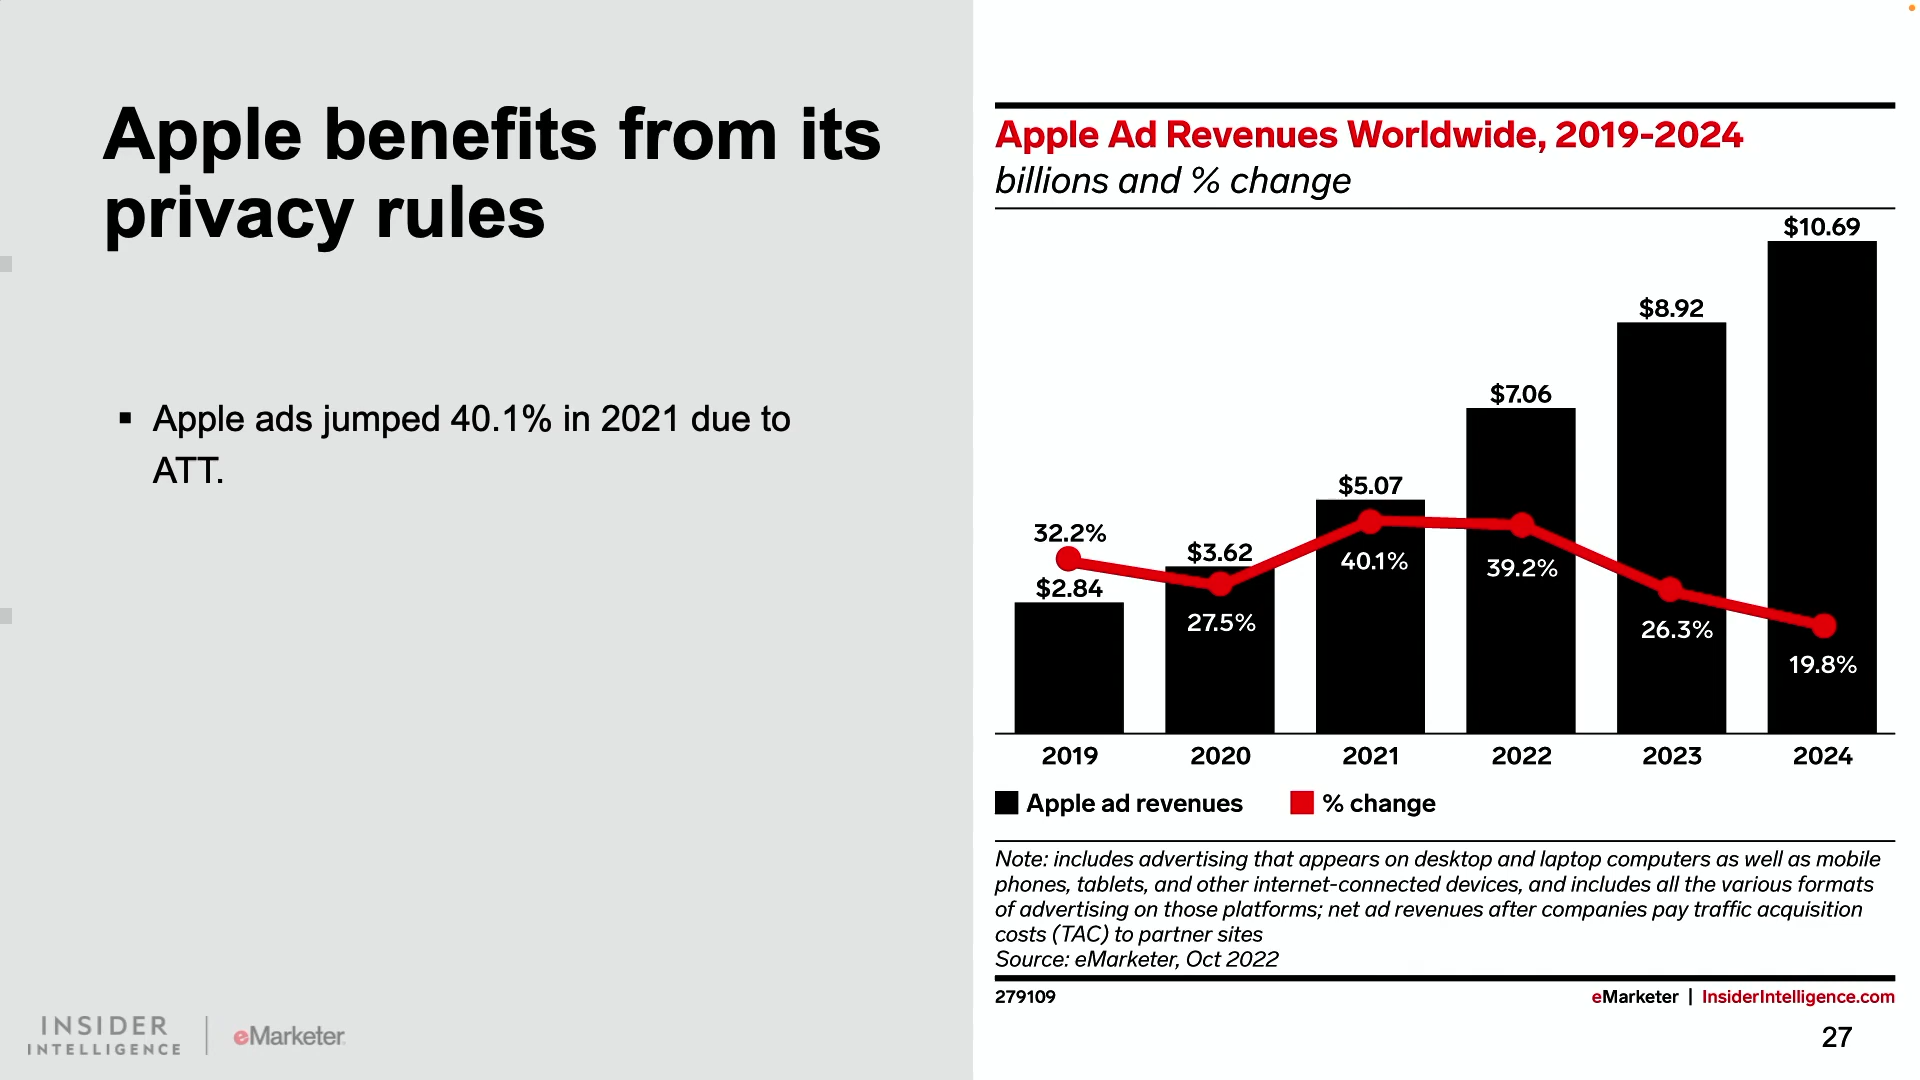 Apple benefits from its
privacy rules
▪ Apple ads jumped 40.1% in 2021 due to
ATT.
INSIDER
INTELLIGENCE
eMarketer
Apple Ad Revenues Worldwide, 2019-2024
billions and % change
$10.69
$8.92
$7.06
$5.07
32.2%
$3.62
40.1%
39.2%
$2.84
27.5%
26.3%
19.8%
2019 2020 2021 2022 2023 2024
Apple ad revenues % change
Note: includes advertising that appears on desktop and laptop computers as well as mobile
phones, tablets, and other internet-connected devices, and includes all the various formats
of advertising on those platforms; net ad revenues after companies pay traffic acquisition
costs (TAC) to partner sites
Source: eMarketer, Oct 2022
279109 eMarketer | InsiderIntelligence.com
27